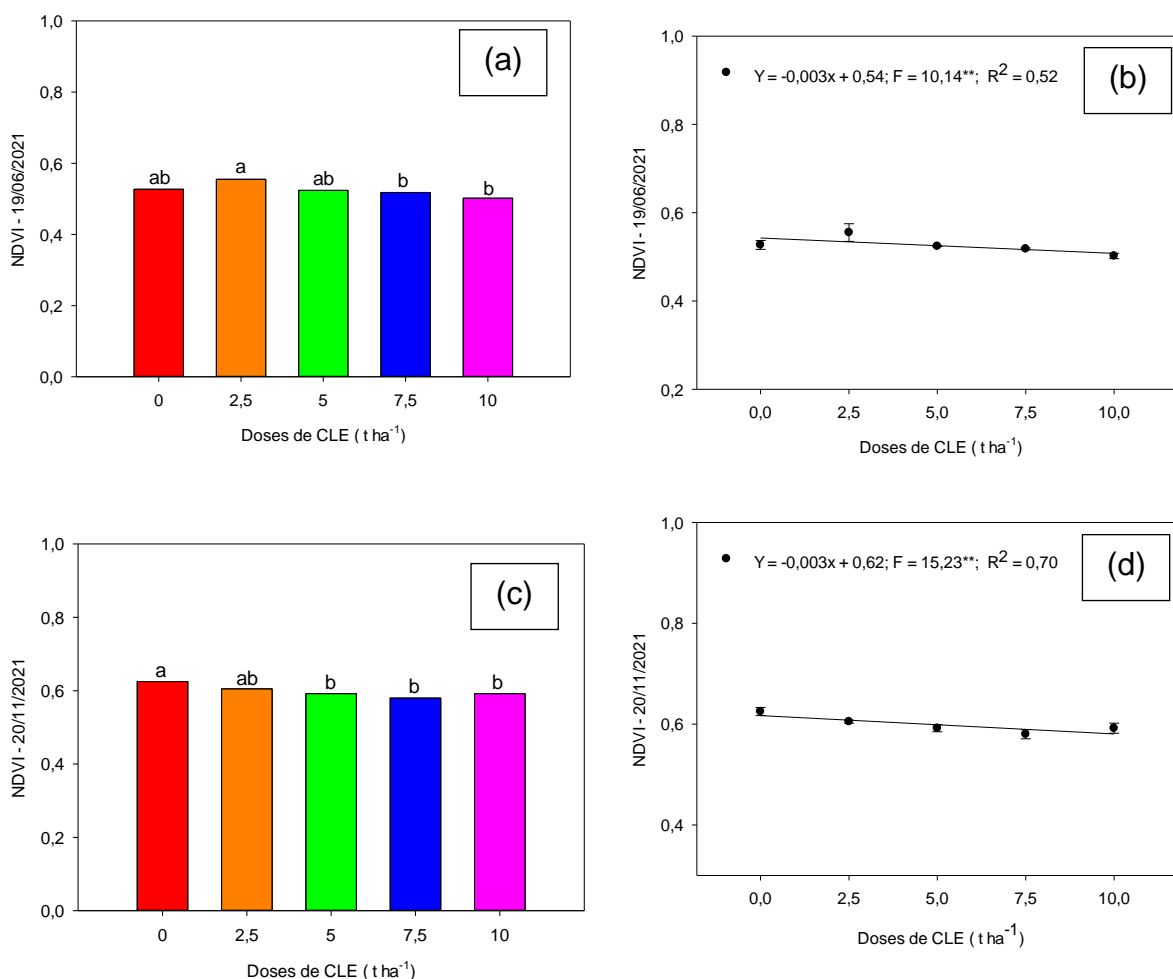 (a)
1,0
0,8
0,6
0,4
0,2
0,0
NDVI - 19/06/2021
ab
a
ab
b
b
0
2,5
5
7,5
10
Doses de CLE ( t ha⁻¹)
(b)
Y = -0,003x + 0,54; F = 10,14**; R² = 0,52
1,0
0,8
0,6
0,4
0,2
NDVI - 19/06/2021
0,0
2,5
5,0
7,5
10,0
Doses de CLE ( t ha⁻¹)
(c)
1,0
0,8
0,6
0,4
0,2
0,0
NDVI - 20/11/2021
a
ab
b
b
b
0
2,5
5
7,5
10
Doses de CLE ( t ha⁻¹)
(d)
Y = -0,003x + 0,62; F = 15,23**; R² = 0,70
1,0
0,8
0,6
0,4
NDVI - 20/11/2021
0,0
2,5
5,0
7,5
10,0
Doses de CLE ( t ha⁻¹)